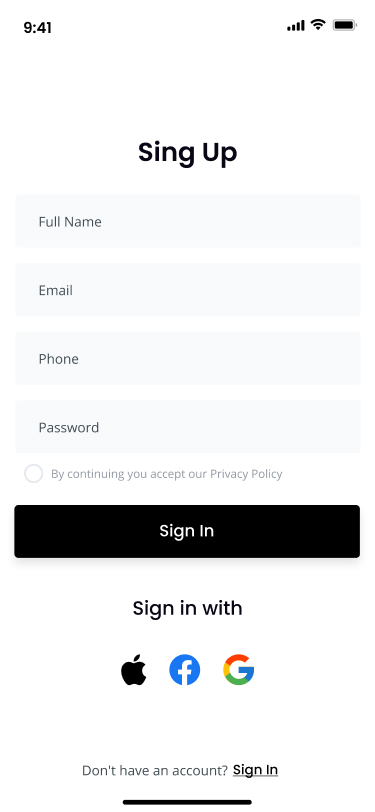 9:41
Sing Up
Full Name
Email
Phone
Password
By continuing you accept our Privacy Policy
Sign In
Sign in with
Don't have an account? Sign In